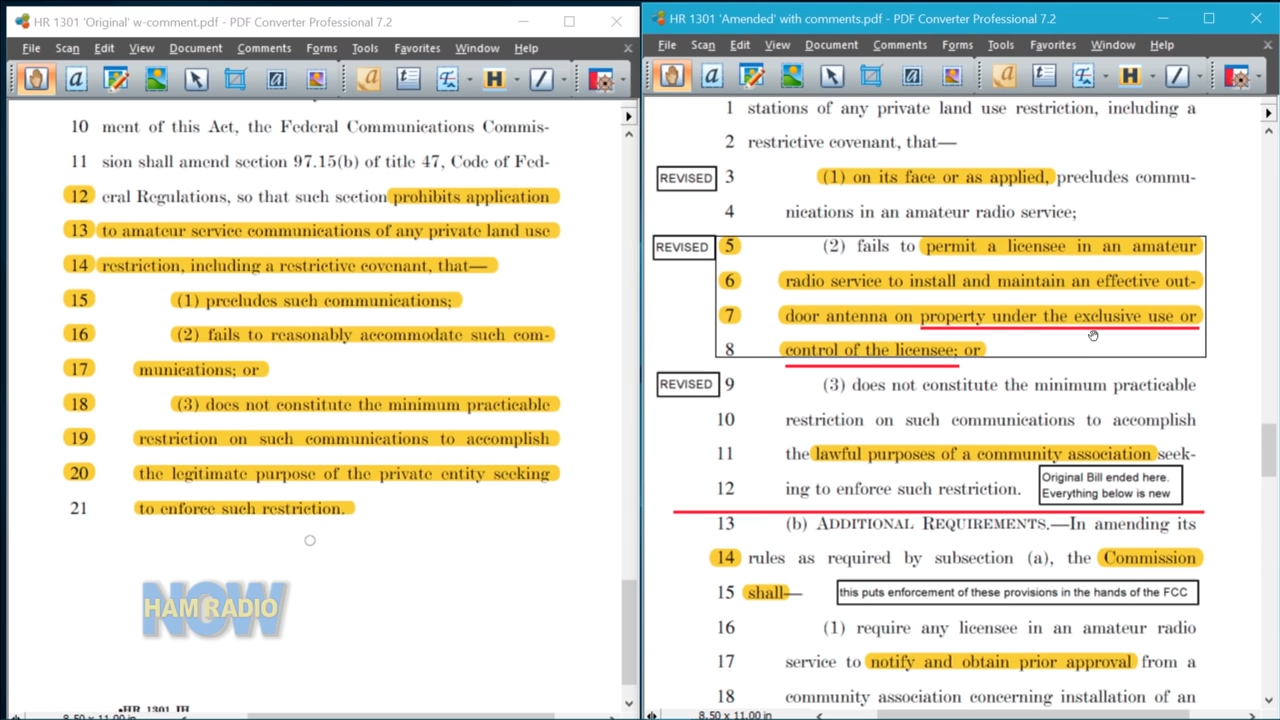 HR 1301 'Original' w-comment.pdf - PDF Converter Professional 7.2
File Scan Edit View Document Comments Forms Tools Favorites Window Help
10 ment of this Act, the Federal Communications Commis-
11 sion shall amend section 97.15(b) of title 47, Code of Fed-
12 eral Regulations, so that such section prohibits application
13 to amateur service communications of any private land use
14 restriction, including a restrictive covenant, that—
15 (1) precludes such communications;
16 (2) fails to reasonably accommodate such com-
17 munications; or
18 (3) does not constitute the minimum practicable
19 restriction on such communications to accomplish
20 the legitimate purpose of the private entity seeking
21 to enforce such restriction.
HAM RADIO
NOW
•HR 1301 IH
8.50 x 11.00 in
HR 1301 'Amended' with comments.pdf - PDF Converter Professional 7.2
File Scan Edit View Document Comments Forms Tools Favorites Window Help
1 stations of any private land use restriction, including a
2 restrictive covenant, that—
REVISED 3 (1) on its face or as applied, precludes commu-
4 nications in an amateur radio service;
REVISED 5 (2) fails to permit a licensee in an amateur
6 radio service to install and maintain an effective out-
7 door antenna on property under the exclusive use or
8 control of the licensee; or
REVISED 9 (3) does not constitute the minimum practicable
10 restriction on such communications to accomplish
11 the lawful purposes of a community association seek-
12 ing to enforce such restriction.
Original Bill ended here.
Everything below is new
13 (b) ADDITIONAL REQUIREMENTS.—In amending its
14 rules as required by subsection (a), the Commission
15 shall— this puts enforcement of these provisions in the hands of the FCC
16 (1) require any licensee in an amateur radio
17 service to notify and obtain prior approval from a
18 community association concerning installation of an
8.50 x 11.00 in